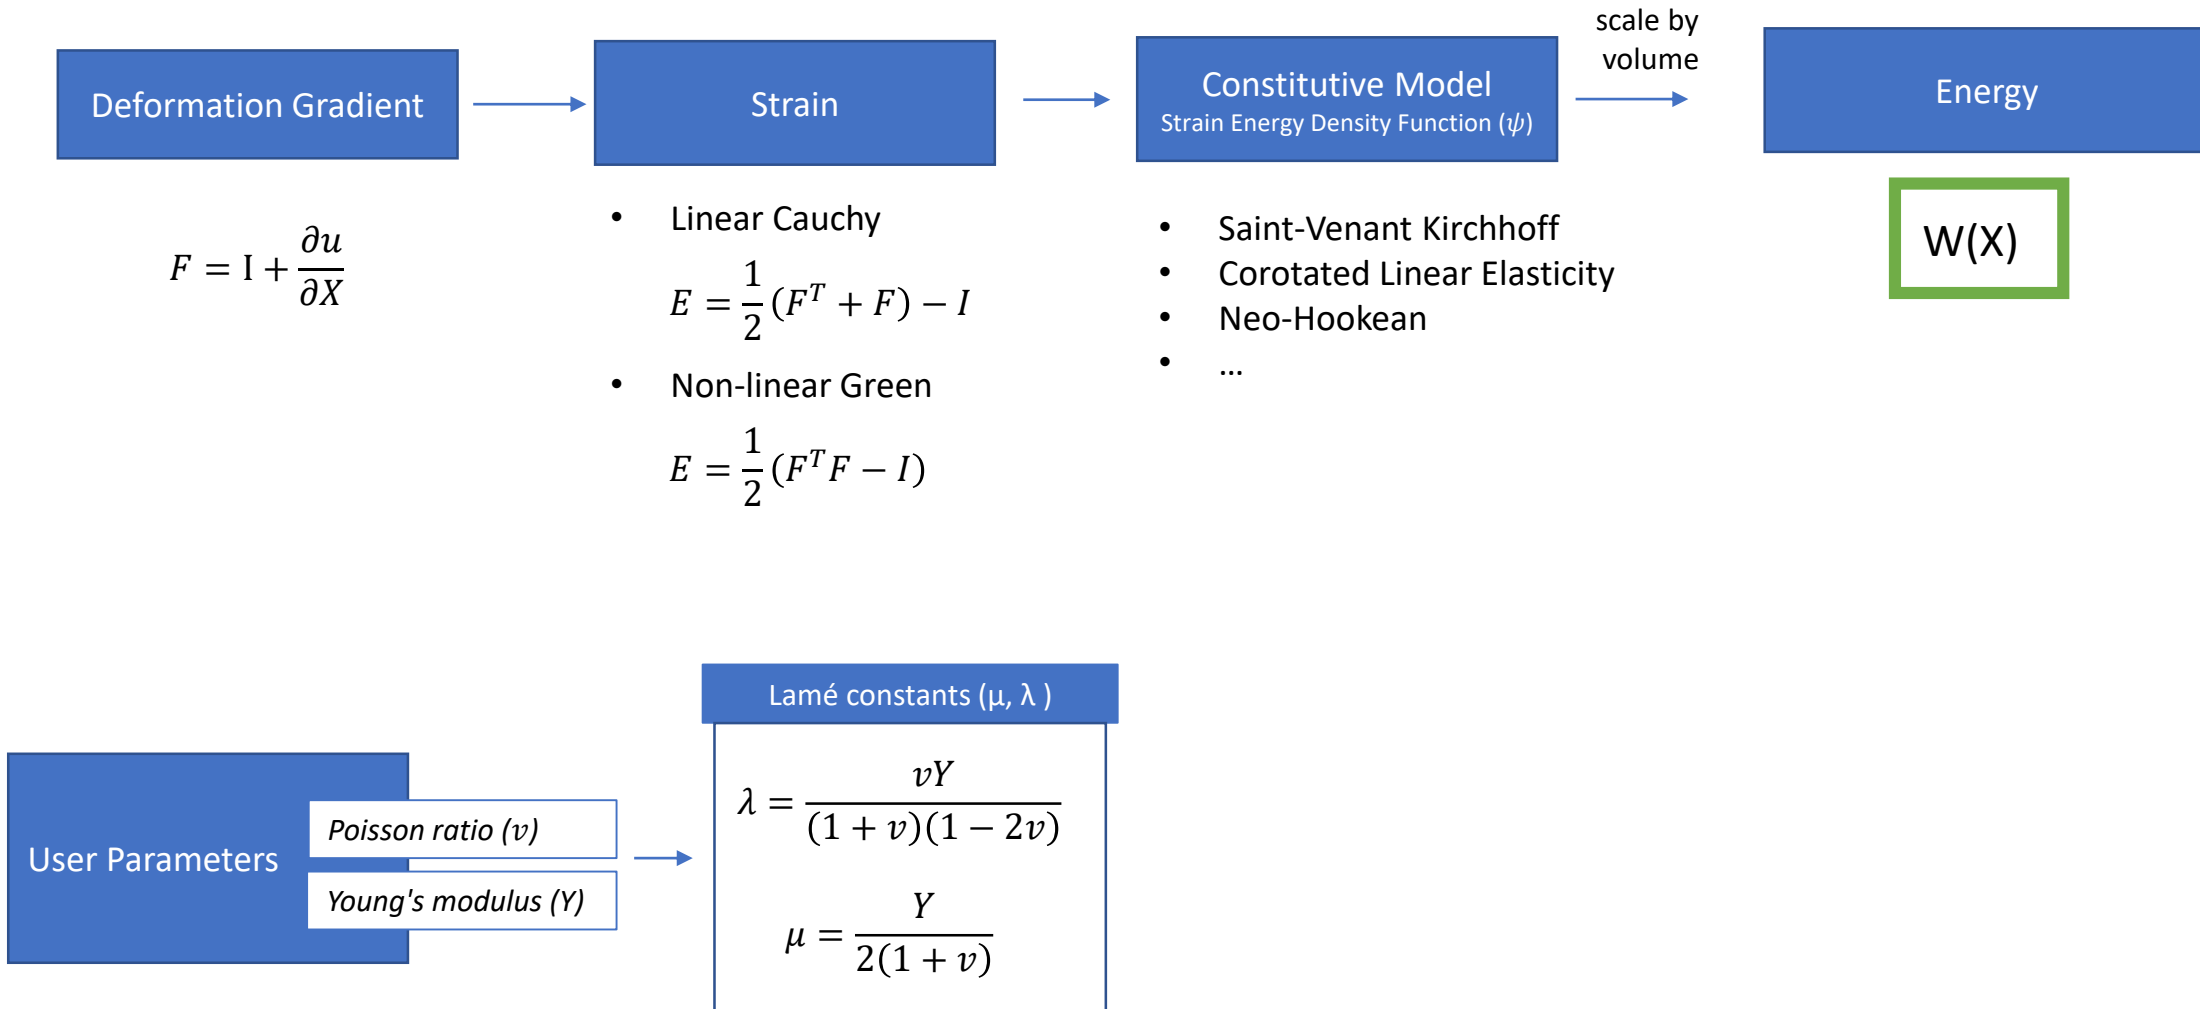 scale by
volume
Deformation Gradient
Strain
Constitutive Model
Strain Energy Density Function (ψ)
Energy
F = I + ∂u/∂X
• Linear Cauchy
E = 1/2 (F^T + F) − I
• Non-linear Green
E = 1/2 (F^T F − I)
• Saint-Venant Kirchhoff
• Corotated Linear Elasticity
• Neo-Hookean
• ...
W(X)
User Parameters
Poisson ratio (v)
Young's modulus (Y)
Lamé constants (μ, λ )
λ = vY/((1 + v)(1 − 2v))
μ = Y/(2(1 + v))